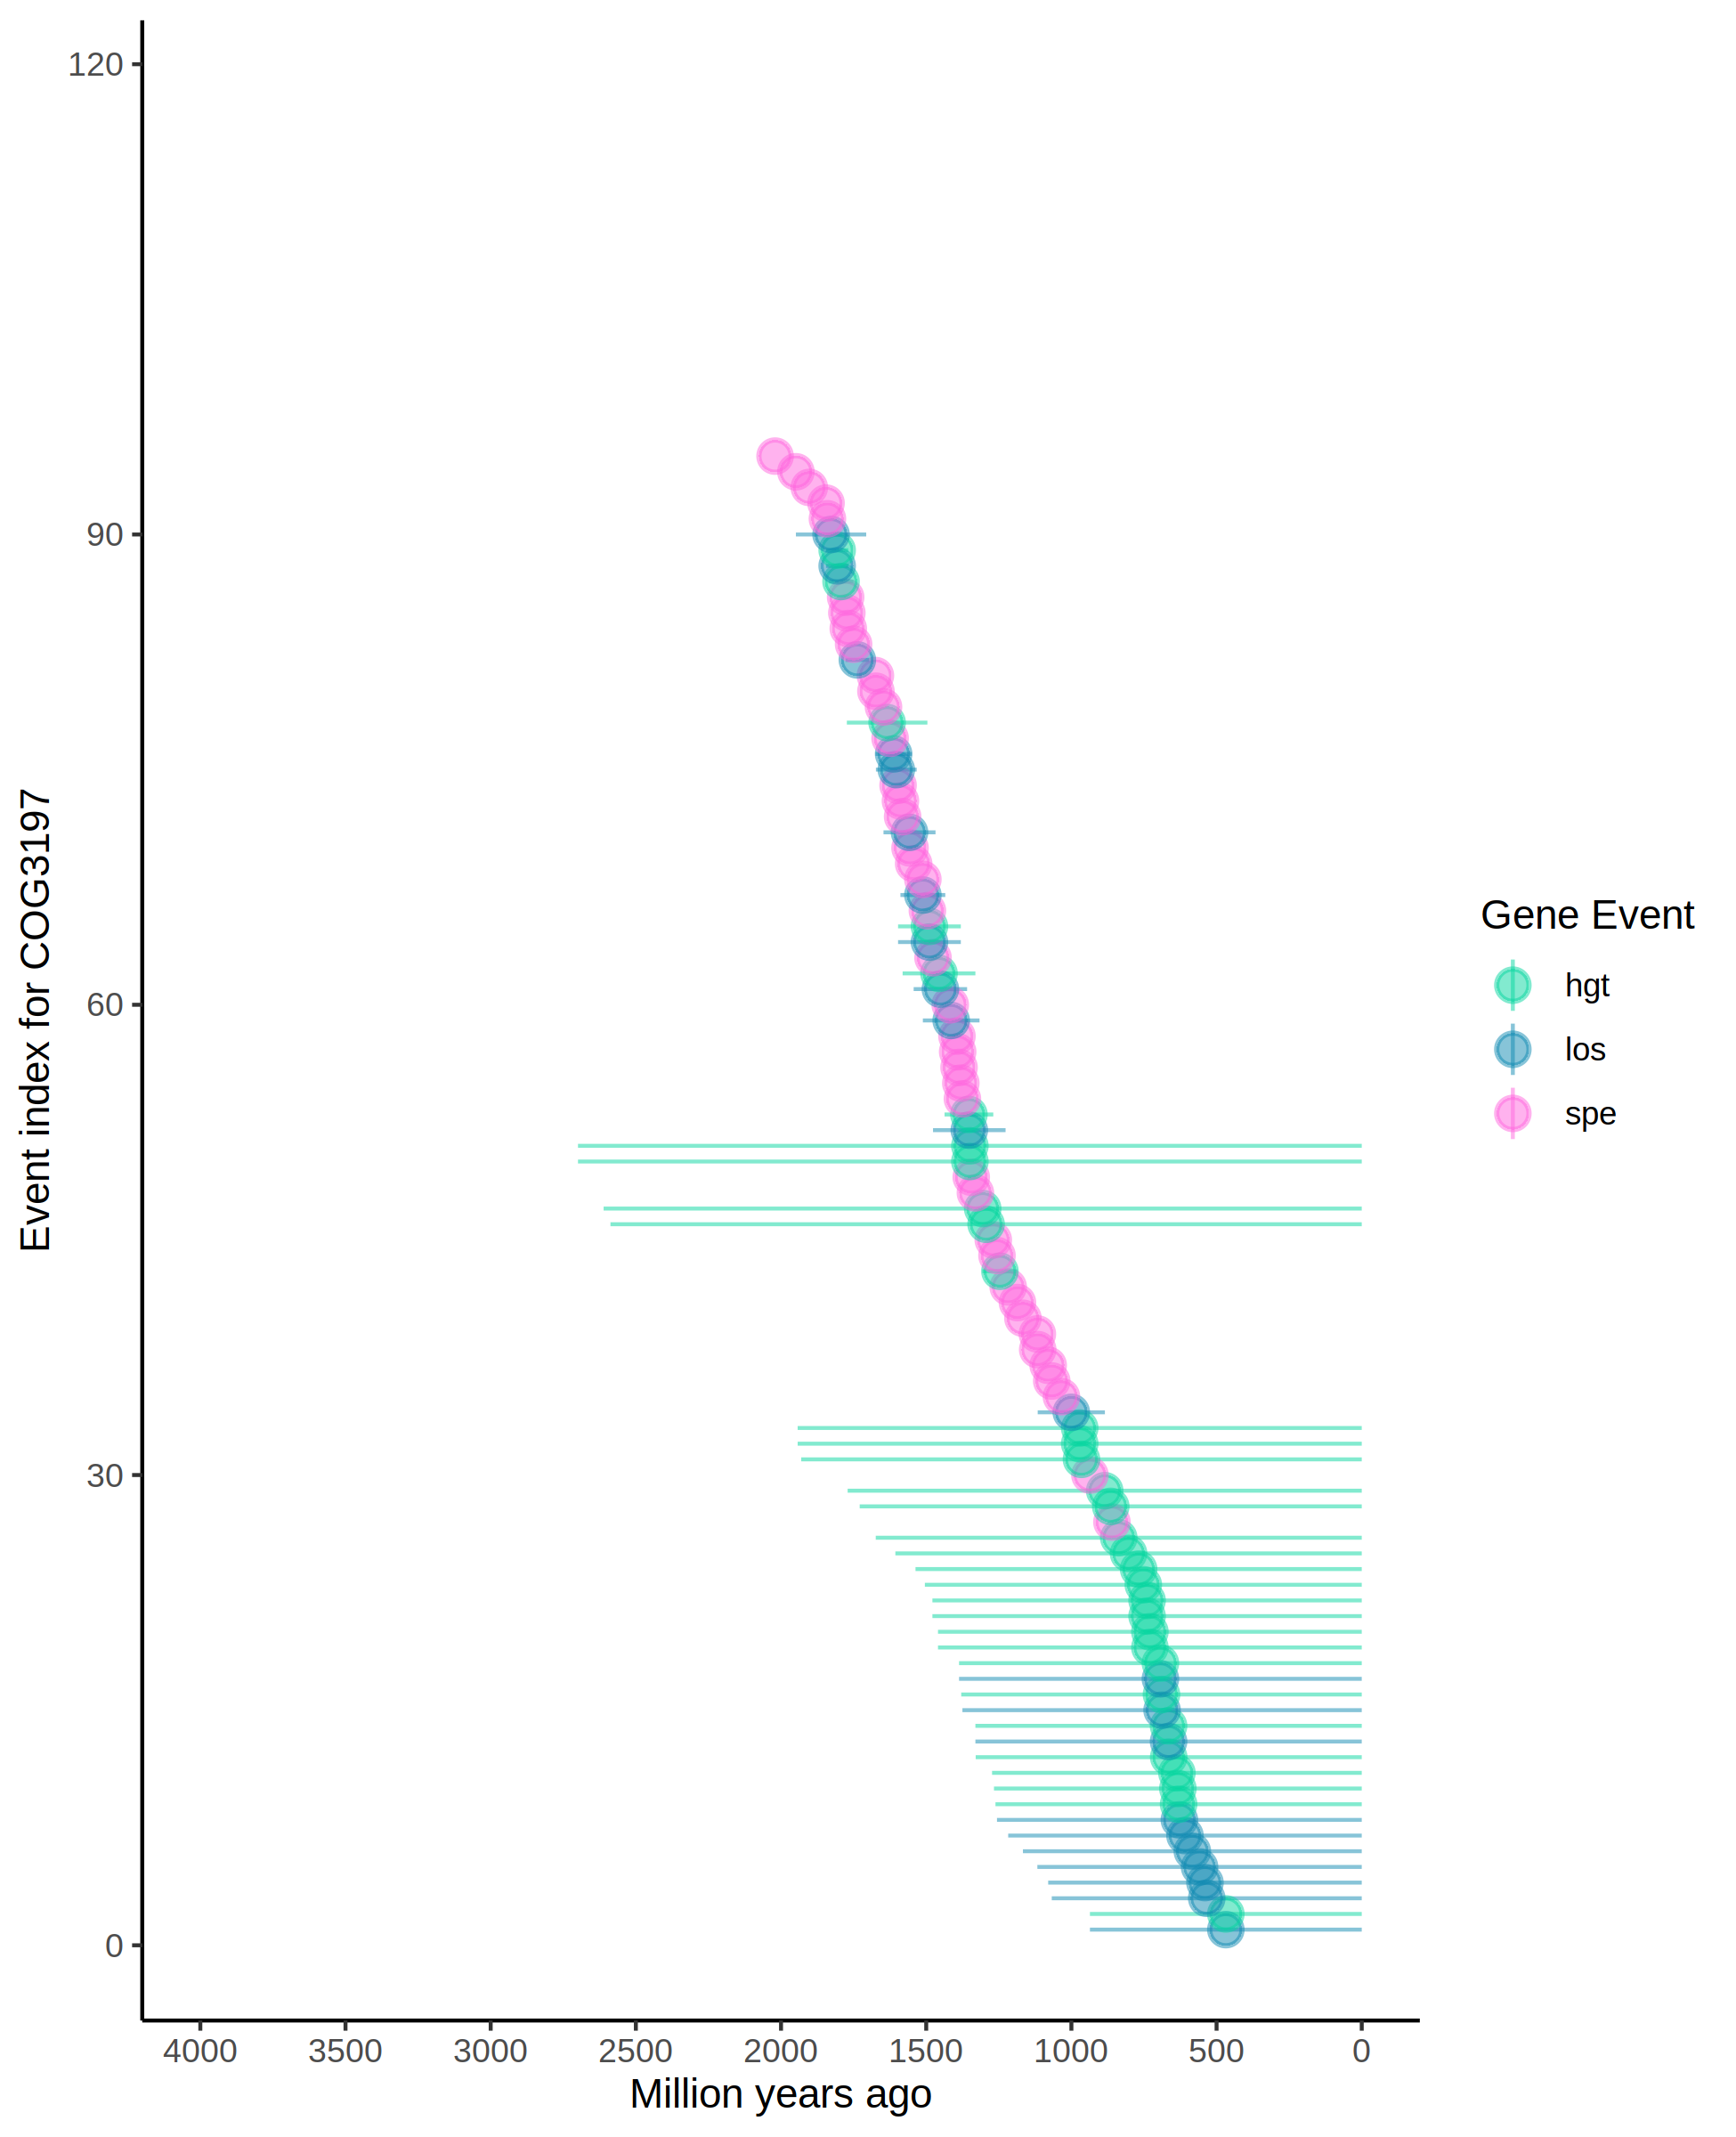 120
90
60
30
0
Event index for COG3197
4000 3500 3000 2500 2000 1500 1000 500 0
Million years ago
Gene Event
hgt
los
spe